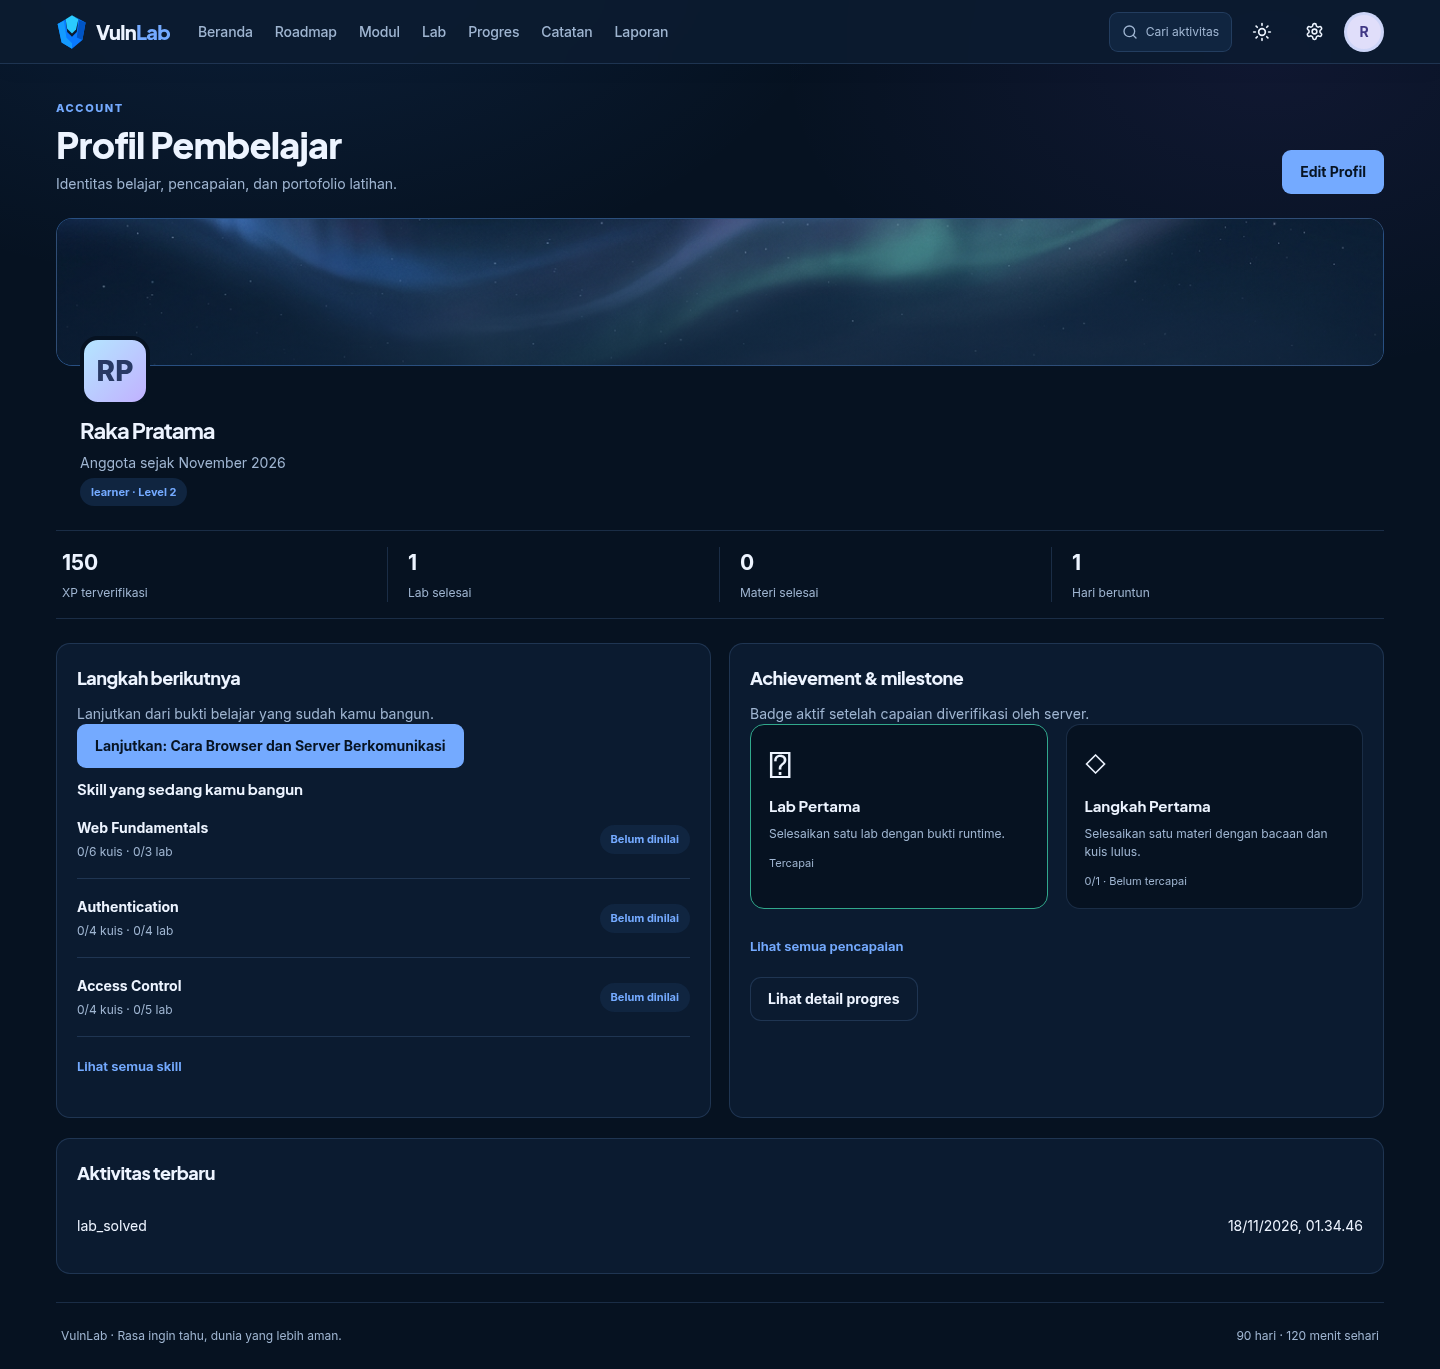 VulnLab
Beranda
Roadmap
Modul
Lab
Progres
Catatan
Laporan
Cari aktivitas
R
ACCOUNT
Profil Pembelajar
Identitas belajar, pencapaian, dan portofolio latihan.
Edit Profil
RP
Raka Pratama
Anggota sejak November 2026
learner · Level 2
150
XP terverifikasi
1
Lab selesai
0
Materi selesai
1
Hari beruntun
Langkah berikutnya
Lanjutkan dari bukti belajar yang sudah kamu bangun.
Lanjutkan: Cara Browser dan Server Berkomunikasi
Skill yang sedang kamu bangun
Web Fundamentals
0/6 kuis · 0/3 lab
Belum dinilai
Authentication
0/4 kuis · 0/4 lab
Belum dinilai
Access Control
0/4 kuis · 0/5 lab
Belum dinilai
Lihat semua skill
Achievement & milestone
Badge aktif setelah capaian diverifikasi oleh server.
Lab Pertama
Selesaikan satu lab dengan bukti runtime.
Tercapai
Langkah Pertama
Selesaikan satu materi dengan bacaan dan
kuis lulus.
0/1 · Belum tercapai
Lihat semua pencapaian
Lihat detail progres
Aktivitas terbaru
lab_solved
18/11/2026, 01.34.46
VulnLab · Rasa ingin tahu, dunia yang lebih aman.
90 hari · 120 menit sehari